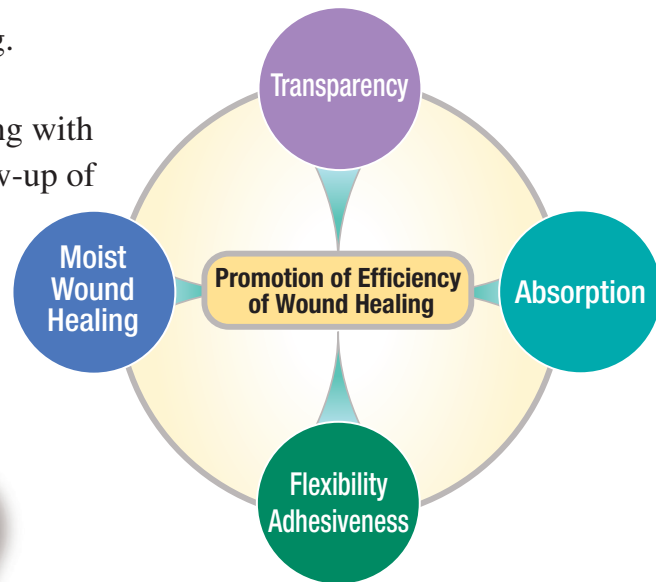 g.
ng with
w-up of
Transparency
Moist
Wound
Healing
Promotion of Efficiency
of Wound Healing
Absorption
Flexibility
Adhesiveness